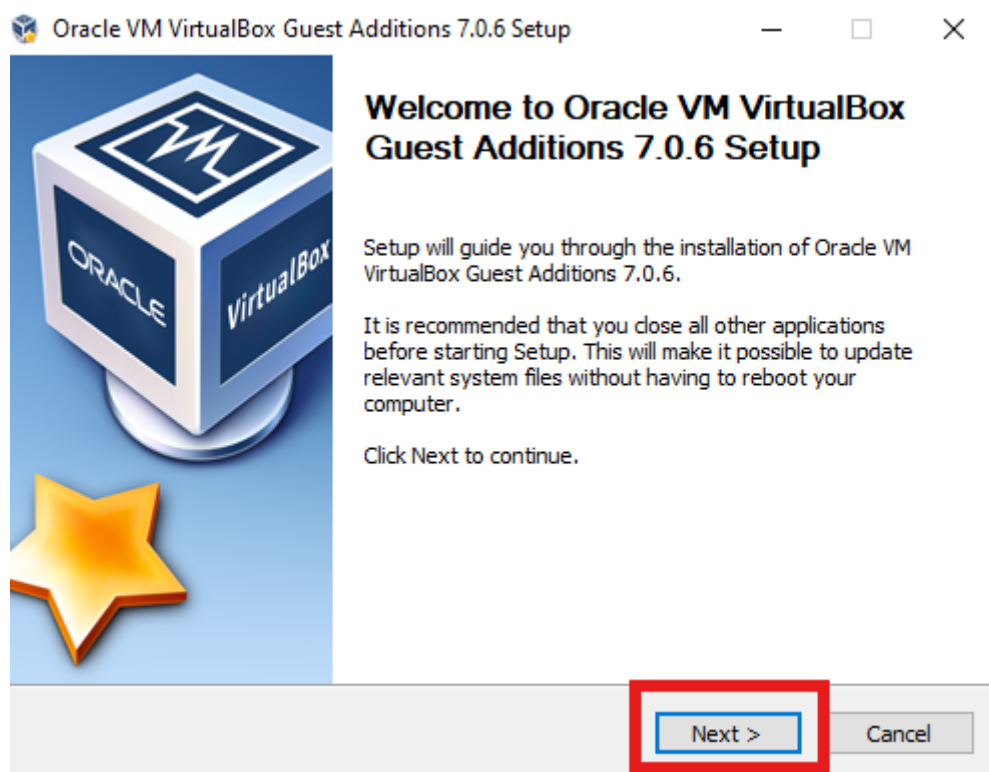 Oracle VM VirtualBox Guest Additions 7.0.6 Setup
Welcome to Oracle VM VirtualBox
Guest Additions 7.0.6 Setup
ORACLE
VirtualBox
Setup will guide you through the installation of Oracle VM
VirtualBox Guest Additions 7.0.6.
It is recommended that you close all other applications
before starting Setup. This will make it possible to update
relevant system files without having to reboot your
computer.
Click Next to continue.
Next >
Cancel